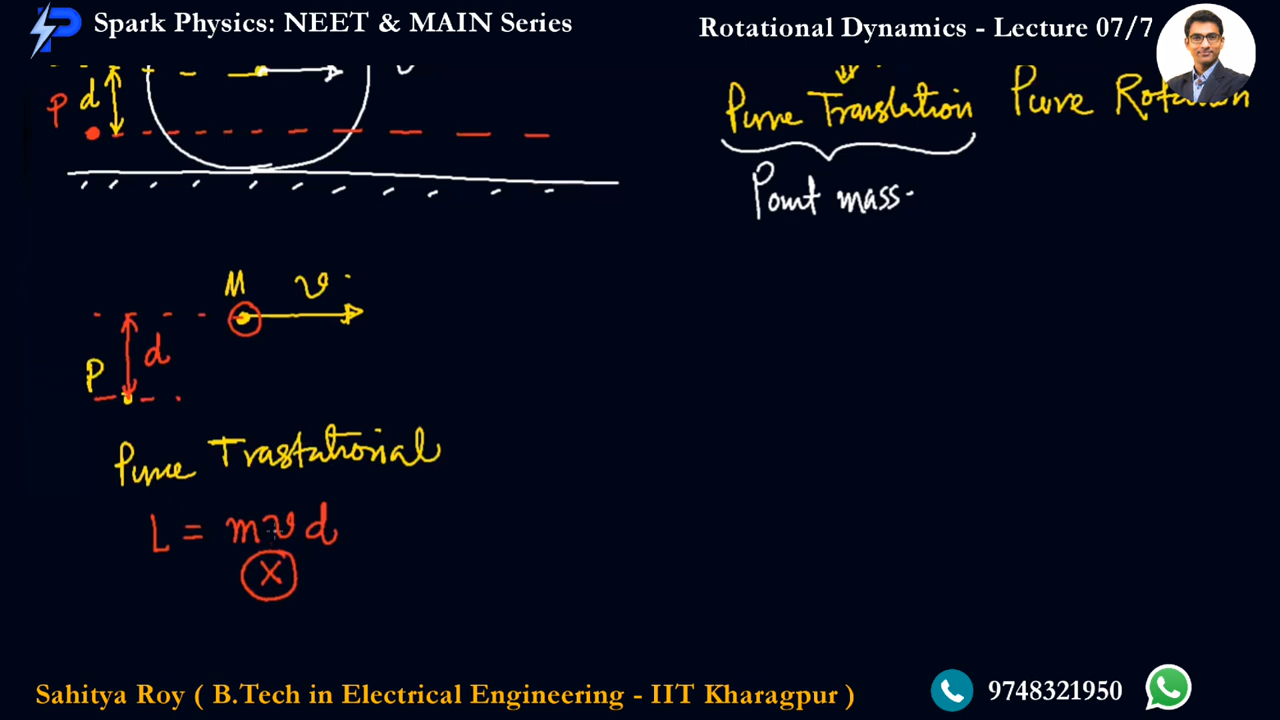 Spark Physics: NEET & MAIN Series
Rotational Dynamics - Lecture 07/7
P d
Pure Translation Pure Rotation
Point mass.
M v
d
P
Pure Trastational
L = mvd
X
Sahitya Roy ( B.Tech in Electrical Engineering - IIT Kharagpur ) 9748321950